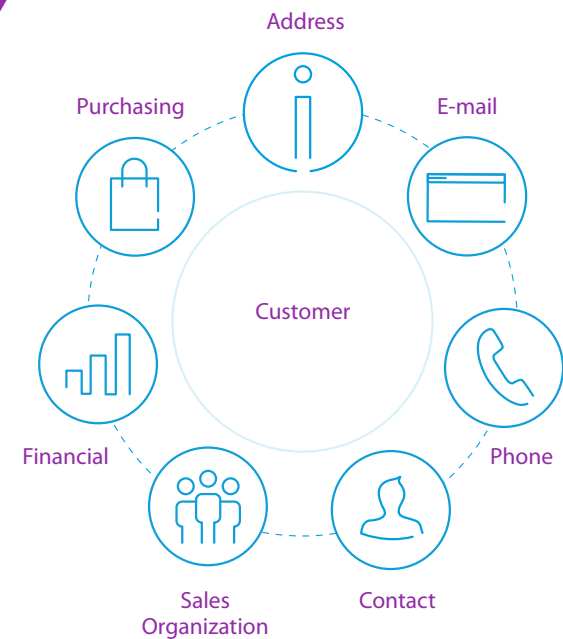 Address
Purchasing
E-mail
Customer
Financial
Phone
Sales
Organization
Contact